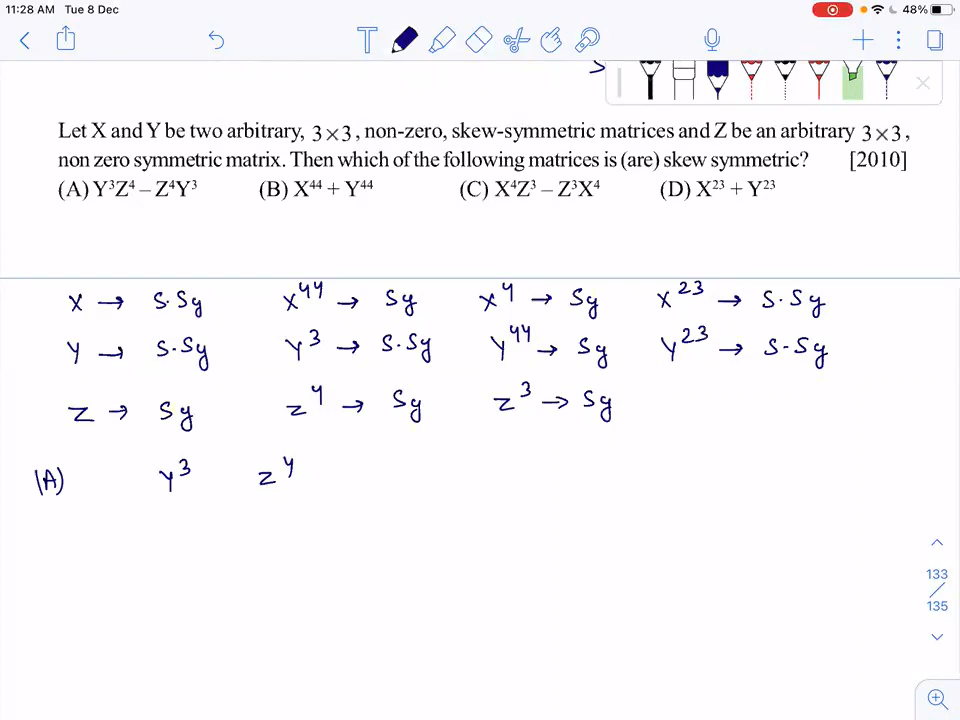 11:28 AM Tue 8 Dec 48%
T
Let X and Y be two arbitrary, 3×3, non-zero, skew-symmetric matrices and Z be an arbitrary 3×3,
non zero symmetric matrix. Then which of the following matrices is (are) skew symmetric? [2010]
(A) Y³Z⁴ – Z⁴Y³ (B) X⁴⁴ + Y⁴⁴ (C) X⁴Z³ – Z³X⁴ (D) X²³ + Y²³
X → S.Sy X⁴⁴ → Sy X⁴ → Sy X²³ → S.Sy
Y → S.Sy Y³ → S.Sy Y⁴⁴ → Sy Y²³ → S.Sy
Z → Sy Z⁴ → Sy Z³ → Sy
(A) Y³ Z⁴
133
/
135